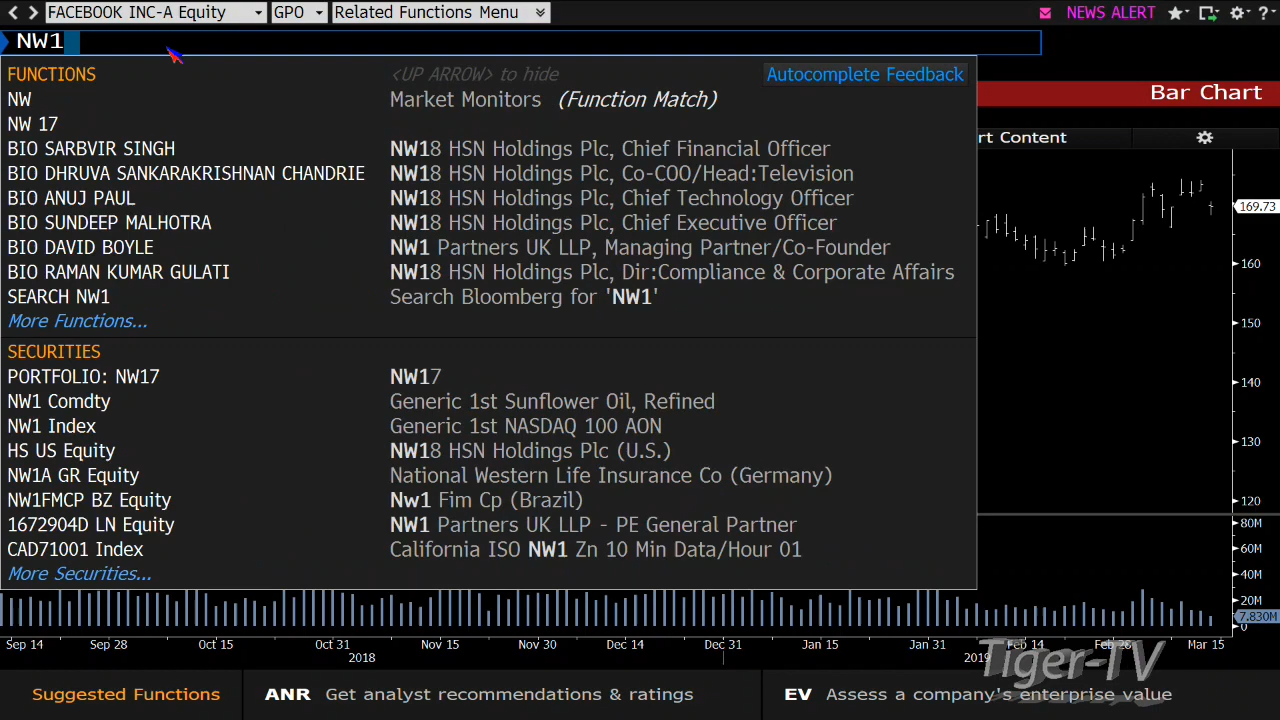 FACEBOOK INC-A Equity GPO Related Functions Menu NEWS ALERT ?
NW1
FUNCTIONS <UP ARROW> to hide Autocomplete Feedback
NW Market Monitors (Function Match)
NW 17
BIO SARBVIR SINGH NW18 HSN Holdings Plc, Chief Financial Officer
BIO DHRUVA SANKARAKRISHNAN CHANDRIE NW18 HSN Holdings Plc, Co-COO/Head:Television
BIO ANUJ PAUL NW18 HSN Holdings Plc, Chief Technology Officer
BIO SUNDEEP MALHOTRA NW18 HSN Holdings Plc, Chief Executive Officer
BIO DAVID BOYLE NW1 Partners UK LLP, Managing Partner/Co-Founder
BIO RAMAN KUMAR GULATI NW18 HSN Holdings Plc, Dir:Compliance & Corporate Affairs
SEARCH NW1 Search Bloomberg for 'NW1'
More Functions...
SECURITIES
PORTFOLIO: NW17 NW17
NW1 Comdty Generic 1st Sunflower Oil, Refined
NW1 Index Generic 1st NASDAQ 100 AON
HS US Equity NW18 HSN Holdings Plc (U.S.)
NW1A GR Equity National Western Life Insurance Co (Germany)
NW1FMCP BZ Equity Nw1 Fim Cp (Brazil)
1672904D LN Equity NW1 Partners UK LLP - PE General Partner
CAD71001 Index California ISO NW1 Zn 10 Min Data/Hour 01
More Securities...
Bar Chart
rt Content
169.73
160
150
140
130
120
80M
60M
40M
20M
7.830M
0
Sep 14 Sep 28 Oct 15 Oct 31 Nov 15 Nov 30 Dec 14 Dec 31 Jan 15 Jan 31 Feb 14 Feb 28 Mar 15
2018 2019
Tiger-TV
Suggested Functions ANR Get analyst recommendations & ratings EV Assess a company's enterprise value